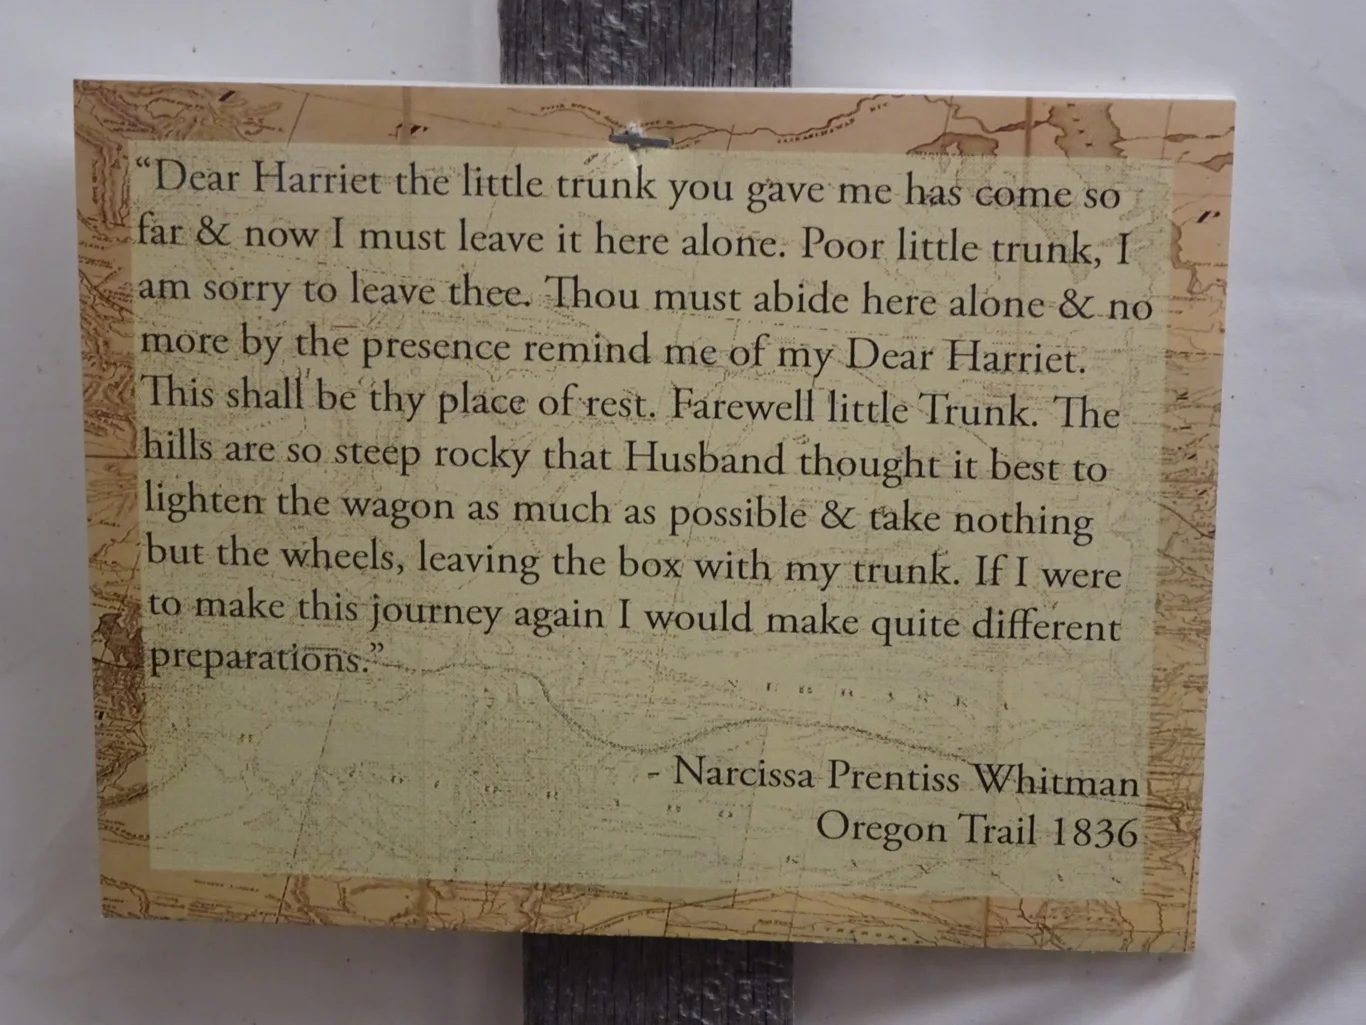 “Dear Harriet the little trunk you gave me has come so
far & now I must leave it here alone. Poor little trunk, I
am sorry to leave thee. Thou must abide here alone & no
more by the presence remind me of my Dear Harriet.
This shall be thy place of rest. Farewell little Trunk. The
hills are so steep rocky that Husband thought it best to
lighten the wagon as much as possible & take nothing
but the wheels, leaving the box with my trunk. If I were
to make this journey again I would make quite different
preparations.”
- Narcissa Prentiss Whitman
Oregon Trail 1836